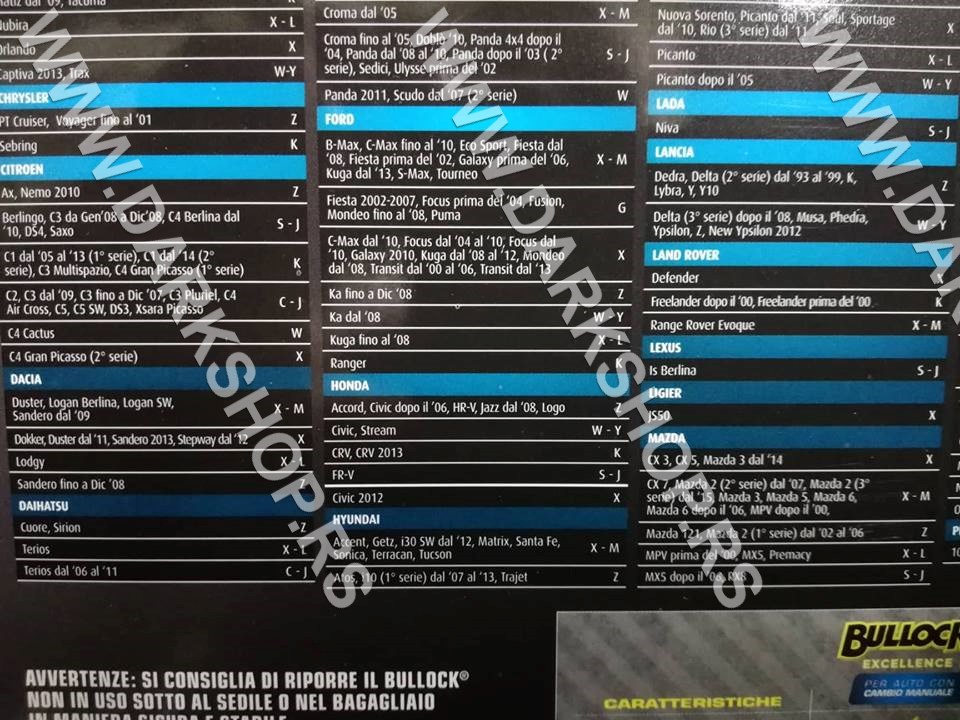 Matiz dal '09, Tacuma
Nubira X - L
Orlando X
Captiva 2013, Trax W-Y
CHRYSLER
PT Cruiser, Voyager fino al '01 Z
Sebring K
CITROEN
Ax, Nemo 2010 Z
Berlingo, C3 da Gen'08 a Dic'08, C4 Berlina dal
'10, DS4, Saxo S - J
C1 dal '05 al '13 (1° serie), C1 dal '14 (2°
serie), C3 Multispazio, C4 Gran Picasso (1° serie) K
C2, C3 dal '09, C3 fino a Dic '07, C3 Pluriel, C4
Air Cross, C5, C5 SW, DS3, Xsara Picasso C - J
C4 Cactus W
C4 Gran Picasso (2° serie) X
DACIA
Duster, Logan Berlina, Logan SW,
Sandero dal '09 X - M
Dokker, Duster dal '11, Sandero 2013, Stepway dal '12 X
Lodgy X - L
Sandero fino a Dic '08 Z
DAIHATSU
Cuore, Sirion Z
Terios X - L
Terios dal '06 al '11 C - J
Croma dal '05 X - M
Croma fino al '05, Doblò '10, Panda 4x4 dopo il
'04, Panda dal '08 al '10, Panda dopo il '03 ( 2°
serie), Sedici, Ulysse prima del '02 S - J
Panda 2011, Scudo dal '07 (2° serie) W
FORD
B-Max, C-Max fino al '10, Eco Sport, Fiesta dal
'08, Fiesta prima del '02, Galaxy prima del '06,
Kuga dal '13, S-Max, Tourneo X - M
Fiesta 2002-2007, Focus prima del '04, Fusion,
Mondeo fino al '08, Puma G
C-Max dal '10, Focus dal '04 al '10, Focus dal
'10, Galaxy 2010, Kuga dal '08 al '12, Mondeo
dal '08, Transit dal '00 al '06, Transit dal '13 X
Ka fino a Dic '08 Z
Ka dal '08 W - Y
Kuga fino al '08 X - L
Ranger K
HONDA
Accord, Civic dopo il '06, HR-V, Jazz dal '08, Logo Z
Civic, Stream W - Y
CRV, CRV 2013 K
FR-V S - J
Civic 2012 X
HYUNDAI
Accent, Getz, i30 SW dal '12, Matrix, Santa Fe,
Sonica, Terracan, Tucson X - M
Atos, i10 (1° serie) dal '07 al '13, Trajet Z
Nuova Sorento, Picanto dal '11, Soul, Sportage
dal '10, Rio (3° serie) dal '11 X
Picanto X - L
Picanto dopo il '05 W - Y
LADA
Niva S - J
LANCIA
Dedra, Delta (2° serie) dal '93 al '99, K,
Lybra, Y, Y10 Z
Delta (3° serie) dopo il '08, Musa, Phedra,
Ypsilon, Z, New Ypsilon 2012 W - Y
LAND ROVER
Defender X
Freelander dopo il '00, Freelander prima del '00 K
Range Rover Evoque X - M
LEXUS
Is Berlina S - J
LIGIER
JS50 X
MAZDA
CX 3, CX 5, Mazda 3 dal '14 X
CX 7, Mazda 2 (2° serie) dal '07, Mazda 2 (3°
serie) dal '15, Mazda 3, Mazda 5, Mazda 6,
Mazda 6 dopo il '06, MPV dopo il '00, X - M
Mazda 121, Mazda 2 (1° serie) dal '02 al '06 Z
MPV prima del '00, MX5, Premacy X - L
MX5 dopo il '06, RX8 S - J
AVVERTENZE: SI CONSIGLIA DI RIPORRE IL BULLOCK®
NON IN USO SOTTO AL SEDILE O NEL BAGAGLIAIO
IN MANIERA SICURA E STABILE
BULLOCK
EXCELLENCE
PER AUTO CON
CAMBIO MANUALE
CARATTERISTICHE
WWW.DARKSHOP.RS
WWW.DARKSHOP.RS
WWW.DARKSHOP.RS